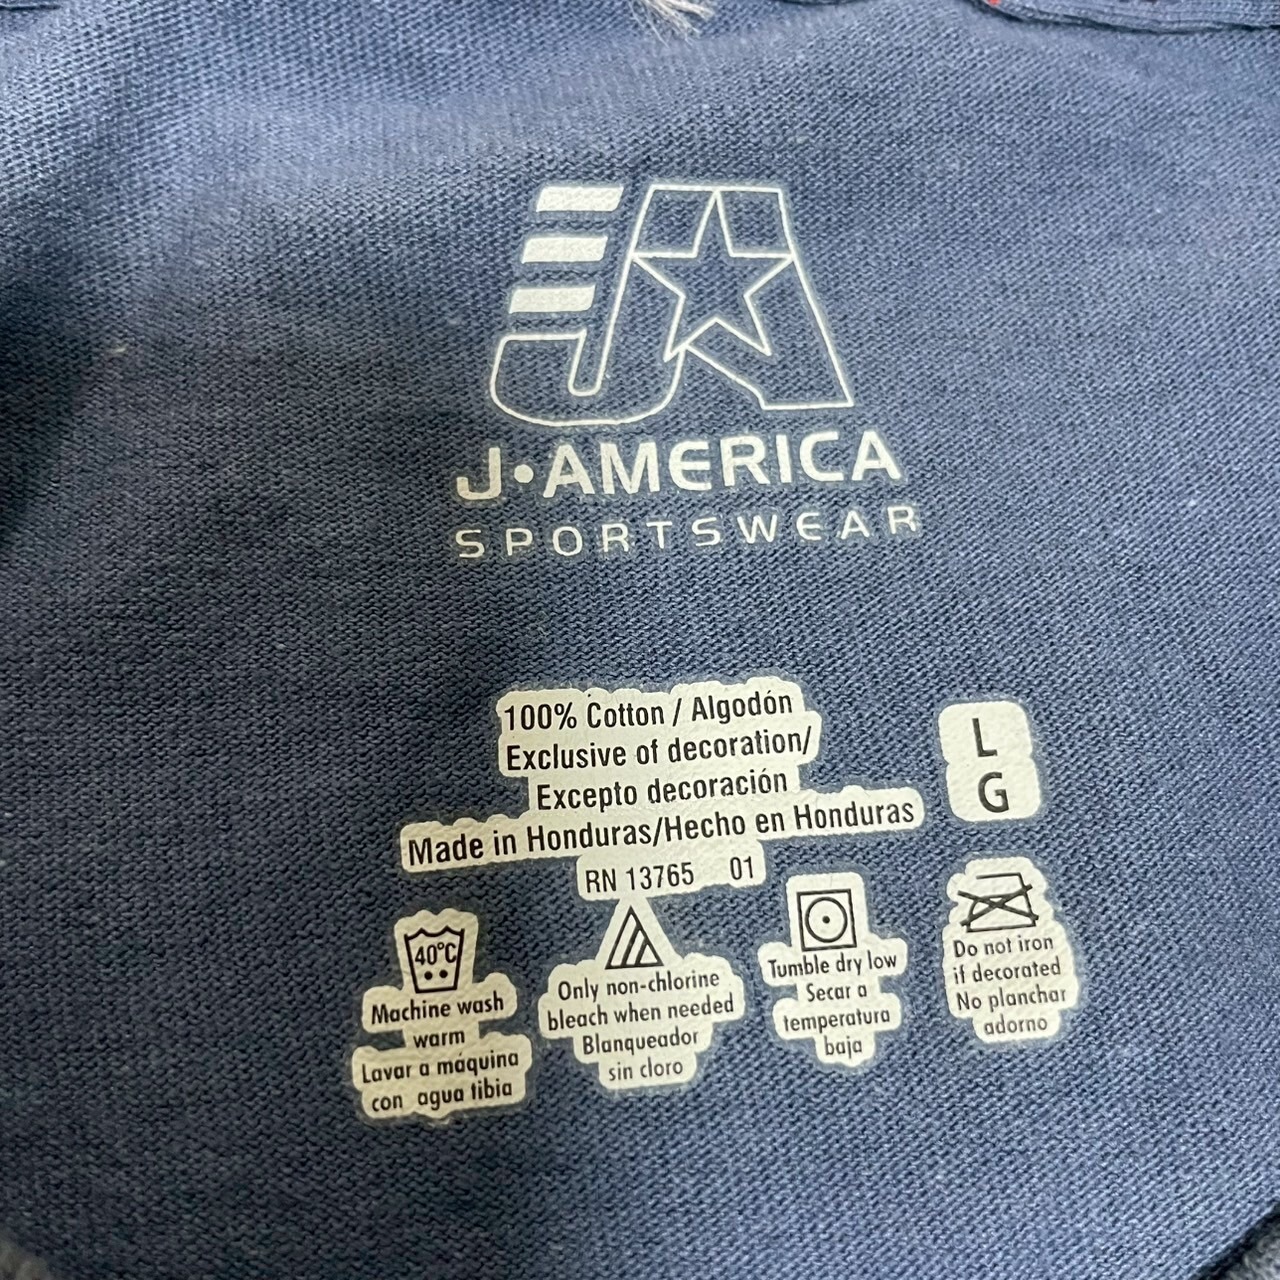 JA
J•AMERICA
SPORTSWEAR
100% Cotton / Algodón
Exclusive of decoration/
Excepto decoración
Made in Honduras/Hecho en Honduras
RN 13765 01
L
G
40°C
Machine wash
warm
Lavar a máquina
con agua tibia
Only non-chlorine
bleach when needed
Blanqueador
sin cloro
Tumble dry low
Secar a
temperatura
baja
Do not iron
if decorated
No planchar
adorno